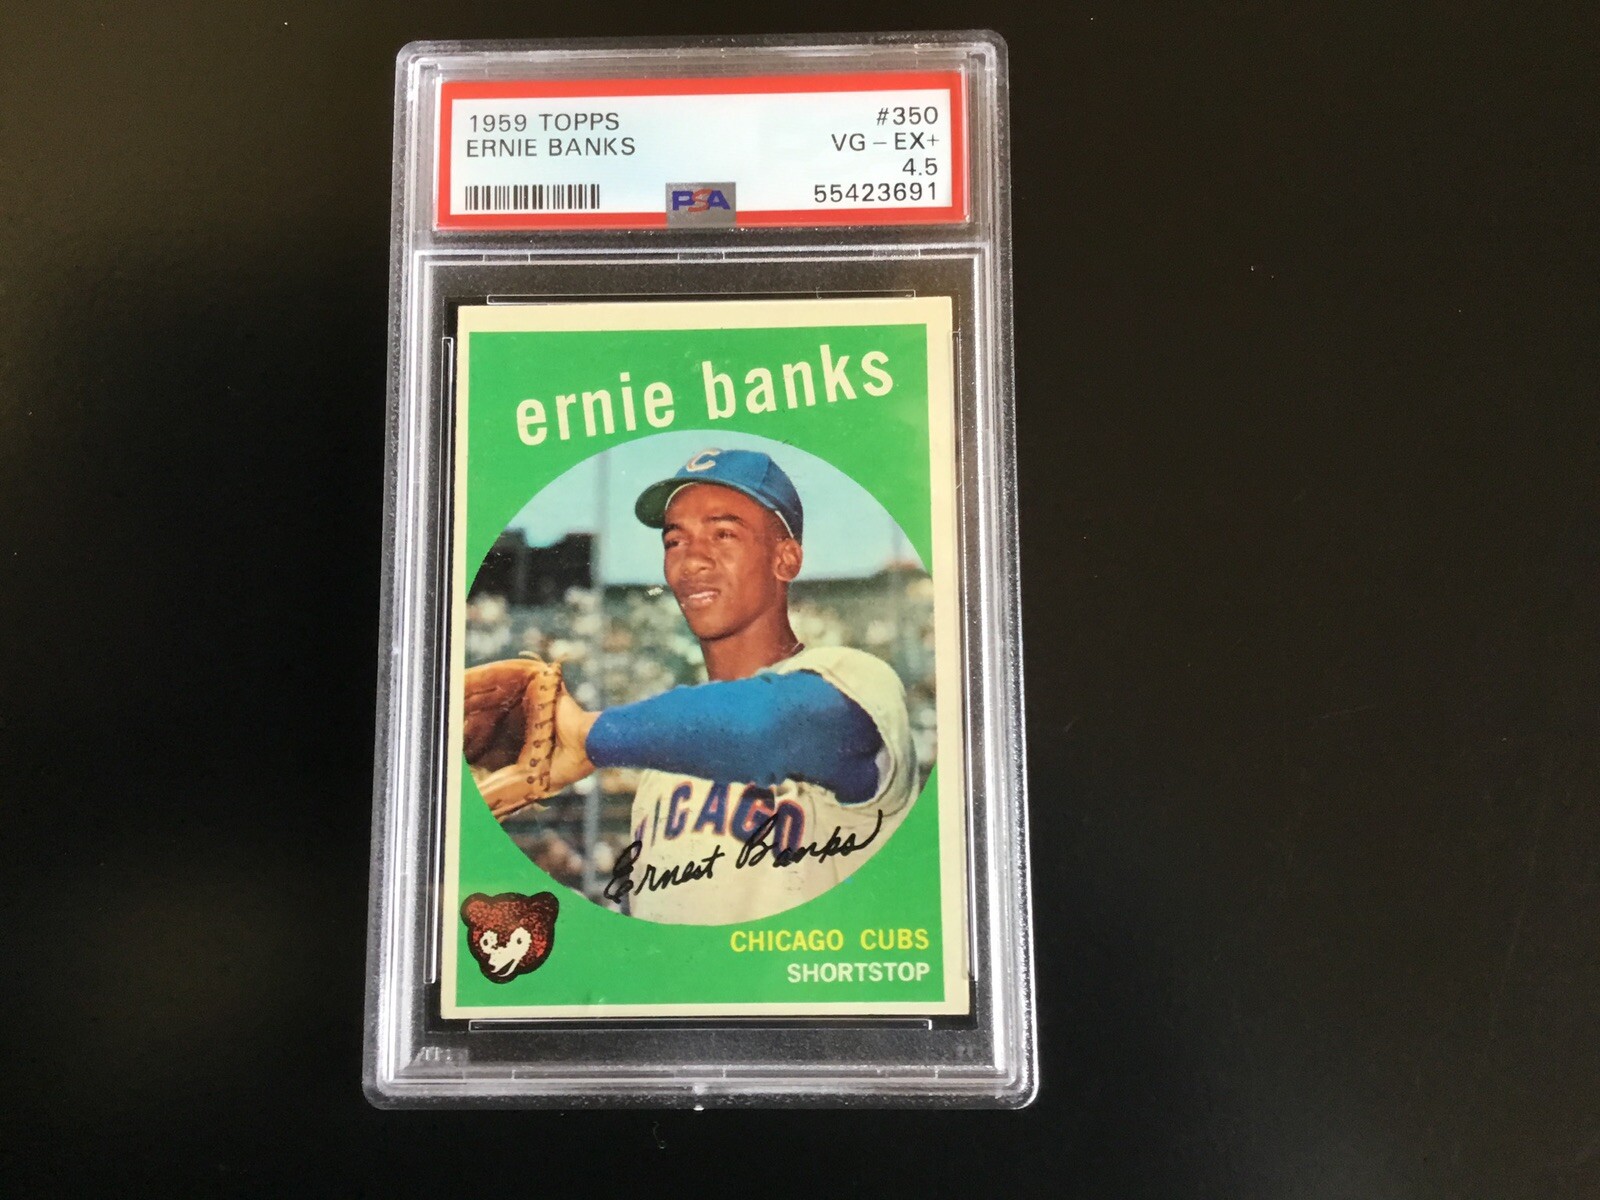 1959 TOPPS #350
ERNIE BANKS VG - EX+
4.5
PSA 55423691
ernie banks
C
CHICAGO
Ernest Banks
CHICAGO CUBS
SHORTSTOP